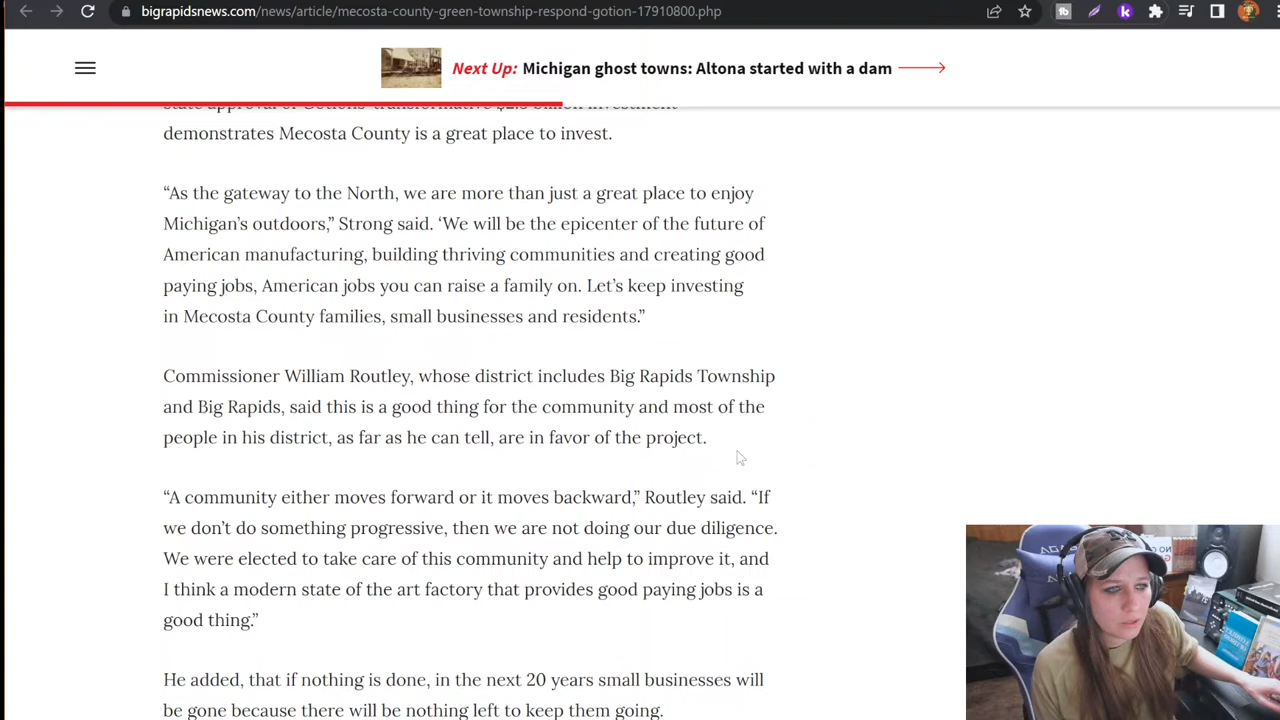 bigrapidsnews.com/news/article/mecosta-county-green-township-respond-gotion-17910800.php
Next Up: Michigan ghost towns: Altona started with a dam
demonstrates Mecosta County is a great place to invest.
“As the gateway to the North, we are more than just a great place to enjoy
Michigan’s outdoors,” Strong said. ‘We will be the epicenter of the future of
American manufacturing, building thriving communities and creating good
paying jobs, American jobs you can raise a family on. Let’s keep investing
in Mecosta County families, small businesses and residents.”
Commissioner William Routley, whose district includes Big Rapids Township
and Big Rapids, said this is a good thing for the community and most of the
people in his district, as far as he can tell, are in favor of the project.
“A community either moves forward or it moves backward,” Routley said. “If
we don’t do something progressive, then we are not doing our due diligence.
We were elected to take care of this community and help to improve it, and
I think a modern state of the art factory that provides good paying jobs is a
good thing.”
He added, that if nothing is done, in the next 20 years small businesses will
be gone because there will be nothing left to keep them going.